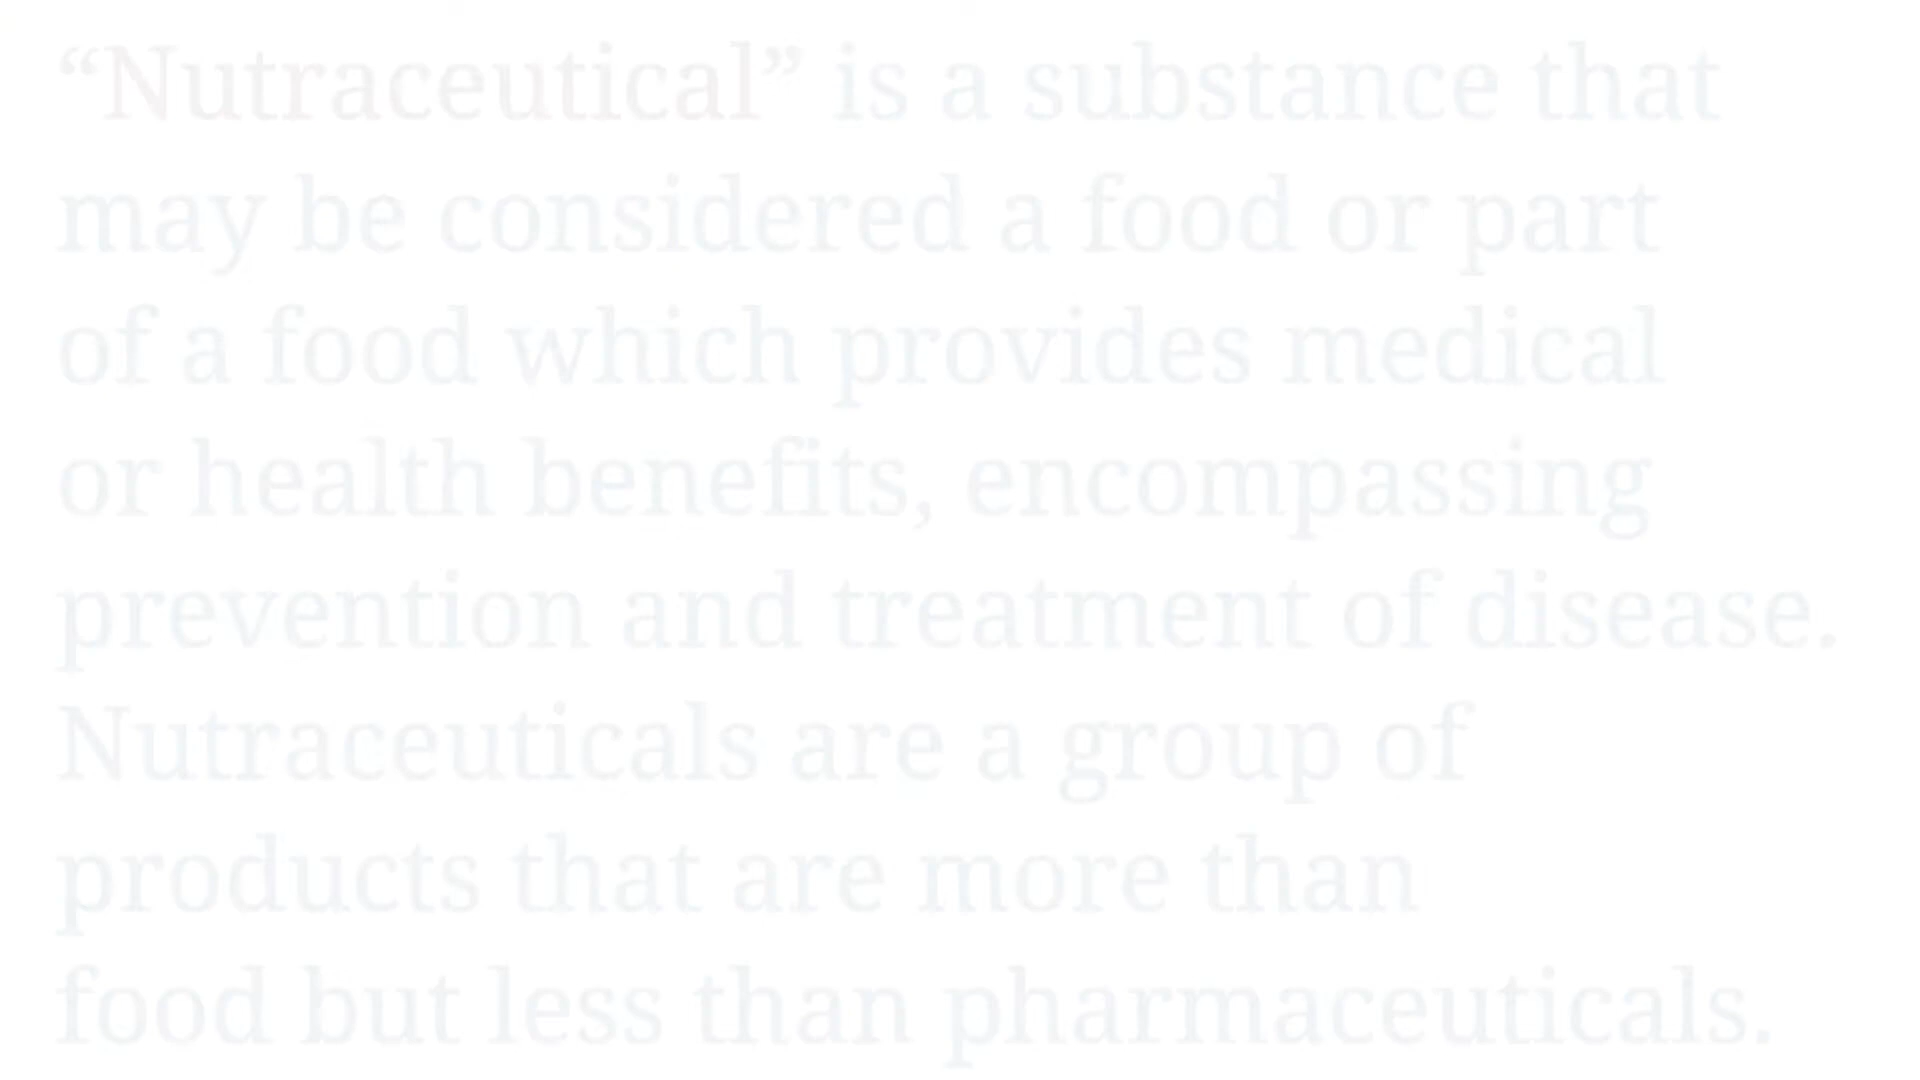 “Nutraceutical” is a substance that
may be considered a food or part
of a food which provides medical
or health benefits, encompassing
prevention and treatment of disease.
Nutraceuticals are a group of
products that are more than
food but less than pharmaceuticals.